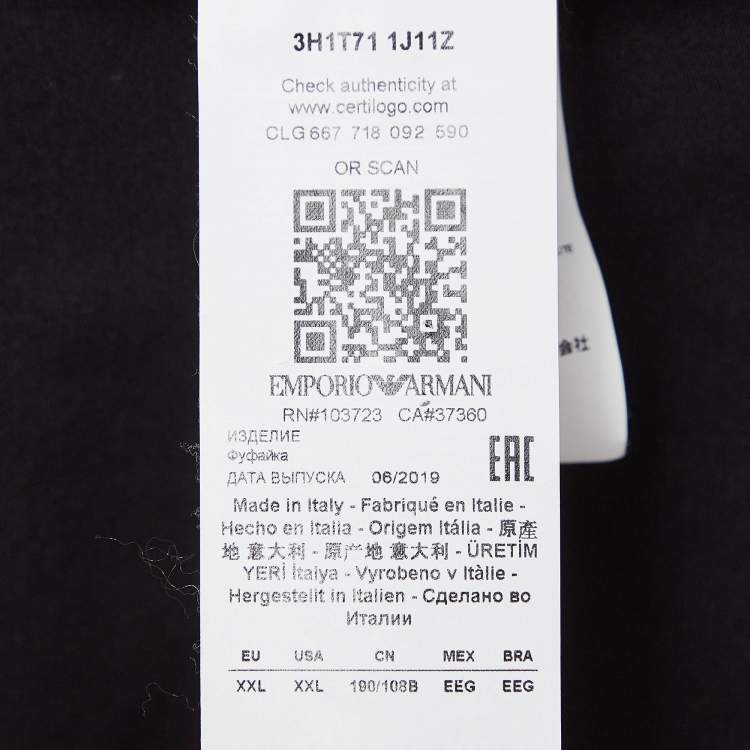 3H1T71 1J11Z
Check authenticity at
www.certilogo.com
CLG 667 718 092 590
OR SCAN
EMPORIO ARMANI
RN#103723 CA#37360
ИЗДЕЛИЕ
Фуфайка
ДАТА ВЫПУСКА 06/2019
EAC
Made in Italy - Fabriqué en Italie -
Hecho en Italia - Origem Itália - 原產
地 意大利 - 原产地 意大利 - ÜRETİM
YERİ İtalya - Vyrobeno v Itàlie -
Hergestellt in Italien - Сделано во
Италии
EU USA CN MEX BRA
XXL XXL 190/108B EEG EEG
会社